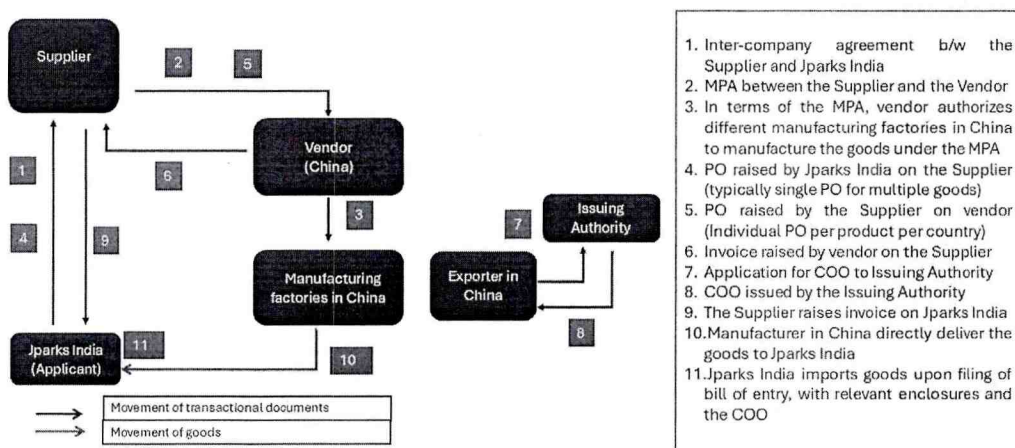 Supplier
2
5
Vendor
(China)
1
6
3
7
Issuing
Authority
4
9
Manufacturing
factories in China
Exporter in
China
8
Jparks India
(Applicant)
11
10
Movement of transactional documents
Movement of goods
1. Inter-company agreement b/w the
Supplier and Jparks India
2. MPA between the Supplier and the Vendor
3. In terms of the MPA, vendor authorizes
different manufacturing factories in China
to manufacture the goods under the MPA
4. PO raised by Jparks India on the Supplier
(typically single PO for multiple goods)
5. PO raised by the Supplier on vendor
(Individual PO per product per country)
6. Invoice raised by vendor on the Supplier
7. Application for COO to Issuing Authority
8. COO issued by the Issuing Authority
9. The Supplier raises invoice on Jparks India
10.Manufacturer in China directly deliver the
goods to Jparks India
11.Jparks India imports goods upon filing of
bill of entry, with relevant enclosures and
the COO